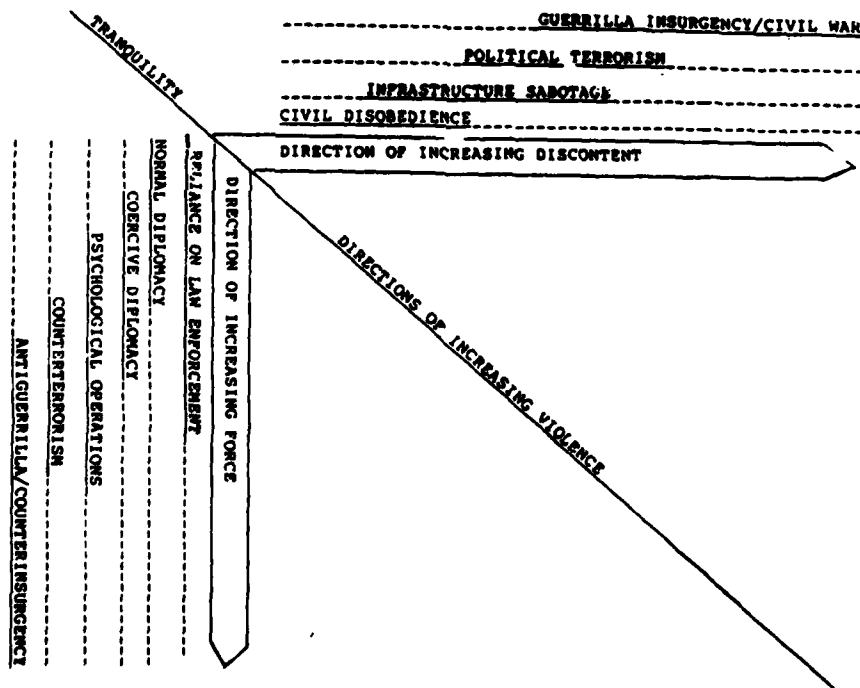 GUERRILLA INSURGENCY/CIVIL WAR
TRANQUILITY
POLITICAL TERRORISM
INFRASTRUCTURE SABOTAGE
CIVIL DISOBEDIENCE
DIRECTION OF INCREASING DISCONTENT
DIRECTION OF INCREASING FORCE
RELIANCE ON LAW ENFORCEMENT
NORMAL DIPLOMACY
COERCIVE DIPLOMACY
PSYCHOLOGICAL OPERATIONS
COUNTERTERRORISM
ANTIGUERRILLA/COUNTERINSURGENCY
DIRECTIONS OF INCREASING VIOLENCE